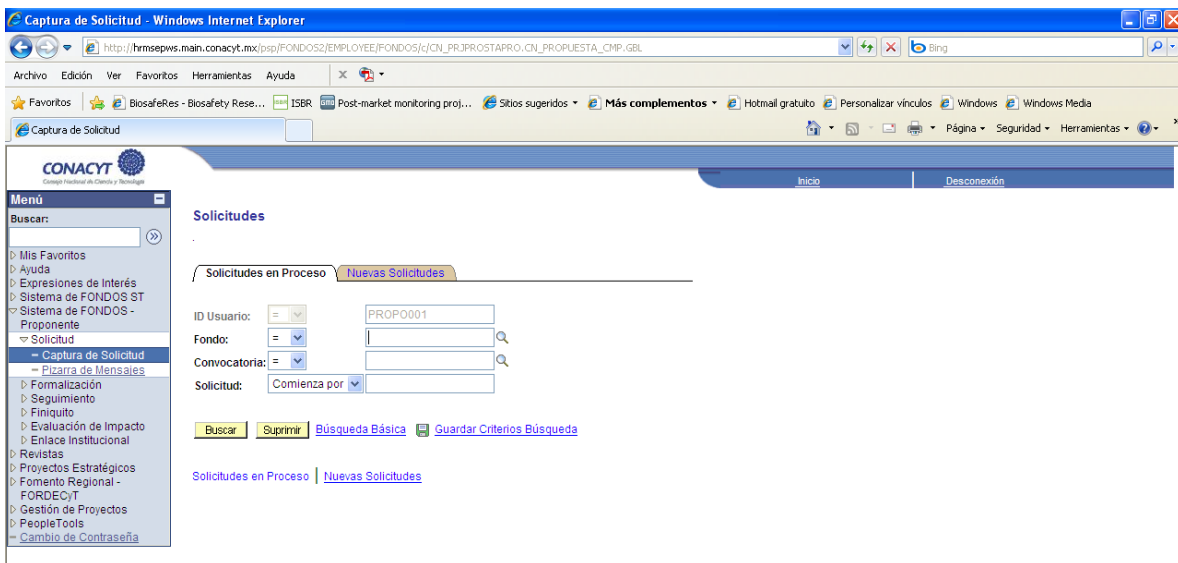 Captura de Solicitud - Windows Internet Explorer
http://hrmsepws.main.conacyt.mx/psp/FONDOS2/EMPLOYEE/FONDOS/c/CN_PRJPROSTAPRO.CN_PROPUESTA_CMP.GBL
Bing
Archivo Edición Ver Favoritos Herramientas Ayuda
Favoritos BiosafeRes - Biosafety Rese... ISBR Post-market monitoring proj... Sitios sugeridos Más complementos Hotmail gratuito Personalizar vínculos Windows Windows Media
Captura de Solicitud Página Seguridad Herramientas
CONACYT
Consejo Nacional de Ciencia y Tecnología
Inicio Desconexión
Menú
Buscar:
Mis Favoritos
Ayuda
Expresiones de Interés
Sistema de FONDOS ST
Sistema de FONDOS -
Proponente
Solicitud
Captura de Solicitud
Pizarra de Mensajes
Formalización
Seguimiento
Finiquito
Evaluación de Impacto
Enlace Institucional
Revistas
Proyectos Estratégicos
Fomento Regional -
FORDECyT
Gestión de Proyectos
PeopleTools
Cambio de Contraseña
Solicitudes
.
Solicitudes en Proceso Nuevas Solicitudes
ID Usuario: = PROPO001
Fondo: =
Convocatoria: =
Solicitud: Comienza por
Buscar Suprimir Búsqueda Básica Guardar Criterios Búsqueda
Solicitudes en Proceso | Nuevas Solicitudes